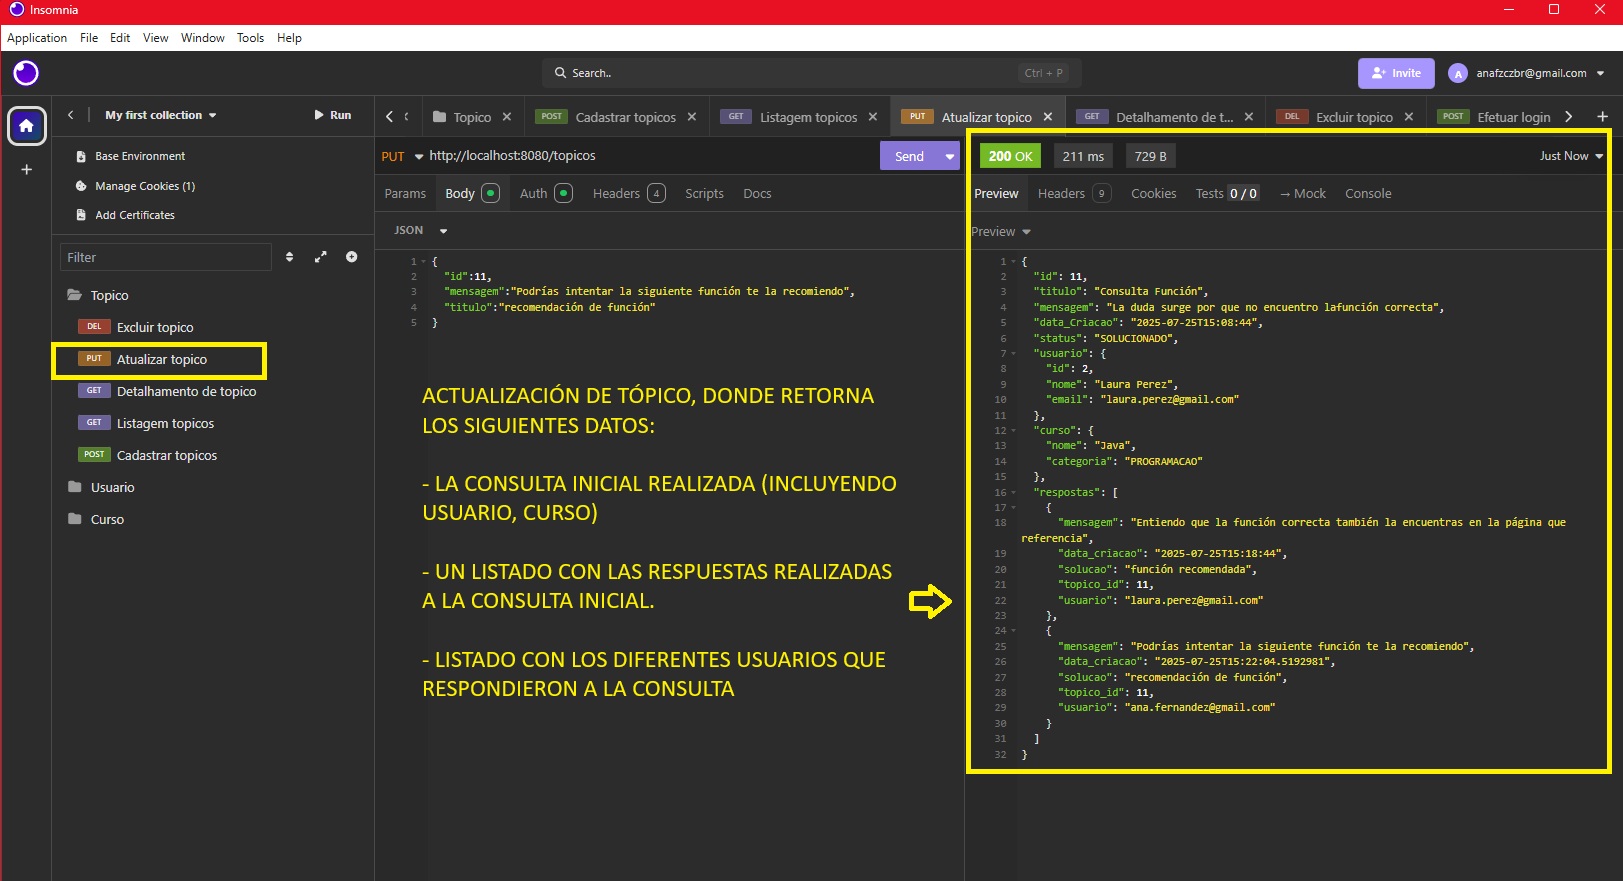 Insomnia
Application File Edit View Window Tools Help
Search.. Ctrl + P
Invite
A anafzczbr@gmail.com
My first collection
Run
Topico
POST Cadastrar topicos
GET Listagem topicos
PUT Atualizar topico
GET Detalhamento de t...
DEL Excluir topico
POST Efetuar login
Base Environment
Manage Cookies (1)
Add Certificates
Filter
Topico
DEL Excluir topico
PUT Atualizar topico
GET Detalhamento de topico
GET Listagem topicos
POST Cadastrar topicos
Usuario
Curso
PUT http://localhost:8080/topicos
Send
Params Body Auth Headers 4 Scripts Docs
JSON
1 {
2 "id":11,
3 "mensagem":"Podrías intentar la siguiente función te la recomiendo",
4 "titulo":"recomendación de función"
5 }
ACTUALIZACIÓN DE TÓPICO, DONDE RETORNA
LOS SIGUIENTES DATOS:
- LA CONSULTA INICIAL REALIZADA (INCLUYENDO
USUARIO, CURSO)
- UN LISTADO CON LAS RESPUESTAS REALIZADAS
A LA CONSULTA INICIAL.
- LISTADO CON LOS DIFERENTES USUARIOS QUE
RESPONDIERON A LA CONSULTA
200 OK 211 ms 729 B Just Now
Preview Headers 9 Cookies Tests 0 / 0 → Mock Console
Preview
1 {
2 "id": 11,
3 "titulo": "Consulta Función",
4 "mensagem": "La duda surge por que no encuentro lafunción correcta",
5 "data_Criacao": "2025-07-25T15:08:44",
6 "status": "SOLUCIONADO",
7 "usuario": {
8 "id": 2,
9 "nome": "Laura Perez",
10 "email": "laura.perez@gmail.com"
11 },
12 "curso": {
13 "nome": "Java",
14 "categoria": "PROGRAMACAO"
15 },
16 "respostas": [
17 {
18 "mensagem": "Entiendo que la función correcta también la encuentras en la página que
referencia",
19 "data_criacao": "2025-07-25T15:18:44",
20 "solucao": "función recomendada",
21 "topico_id": 11,
22 "usuario": "laura.perez@gmail.com"
23 },
24 {
25 "mensagem": "Podrías intentar la siguiente función te la recomiendo",
26 "data_criacao": "2025-07-25T15:22:04.5192981",
27 "solucao": "recomendación de función",
28 "topico_id": 11,
29 "usuario": "ana.fernandez@gmail.com"
30 }
31 ]
32 }